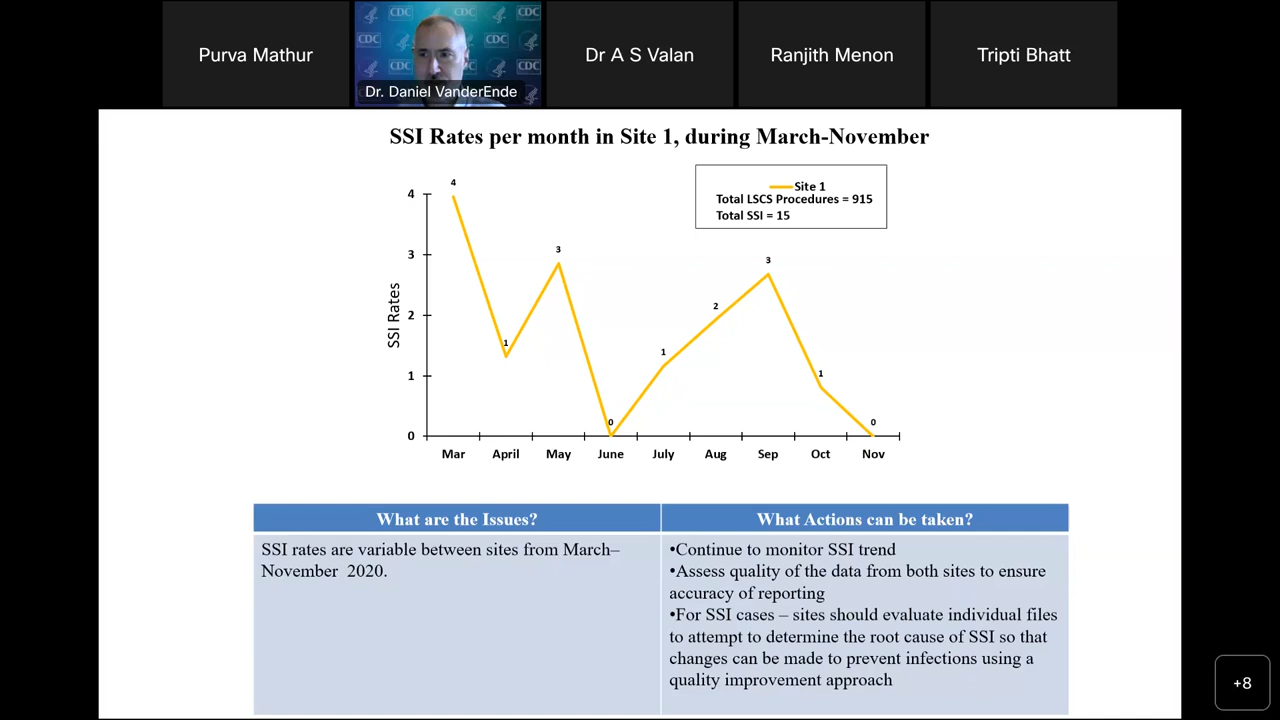 Purva Mathur
CDC
CDC
CDC
CDC
CDC
Dr. Daniel VanderEnde
Dr A S Valan
Ranjith Menon
Tripti Bhatt
SSI Rates per month in Site 1, during March-November
Site 1
Total LSCS Procedures = 915
Total SSI = 15
SSI Rates
4
3
2
1
0
4
1
3
0
1
2
3
1
0
Mar April May June July Aug Sep Oct Nov
What are the Issues?
SSI rates are variable between sites from March–
November 2020.
What Actions can be taken?
•Continue to monitor SSI trend
•Assess quality of the data from both sites to ensure
accuracy of reporting
•For SSI cases – sites should evaluate individual files
to attempt to determine the root cause of SSI so that
changes can be made to prevent infections using a
quality improvement approach
+8